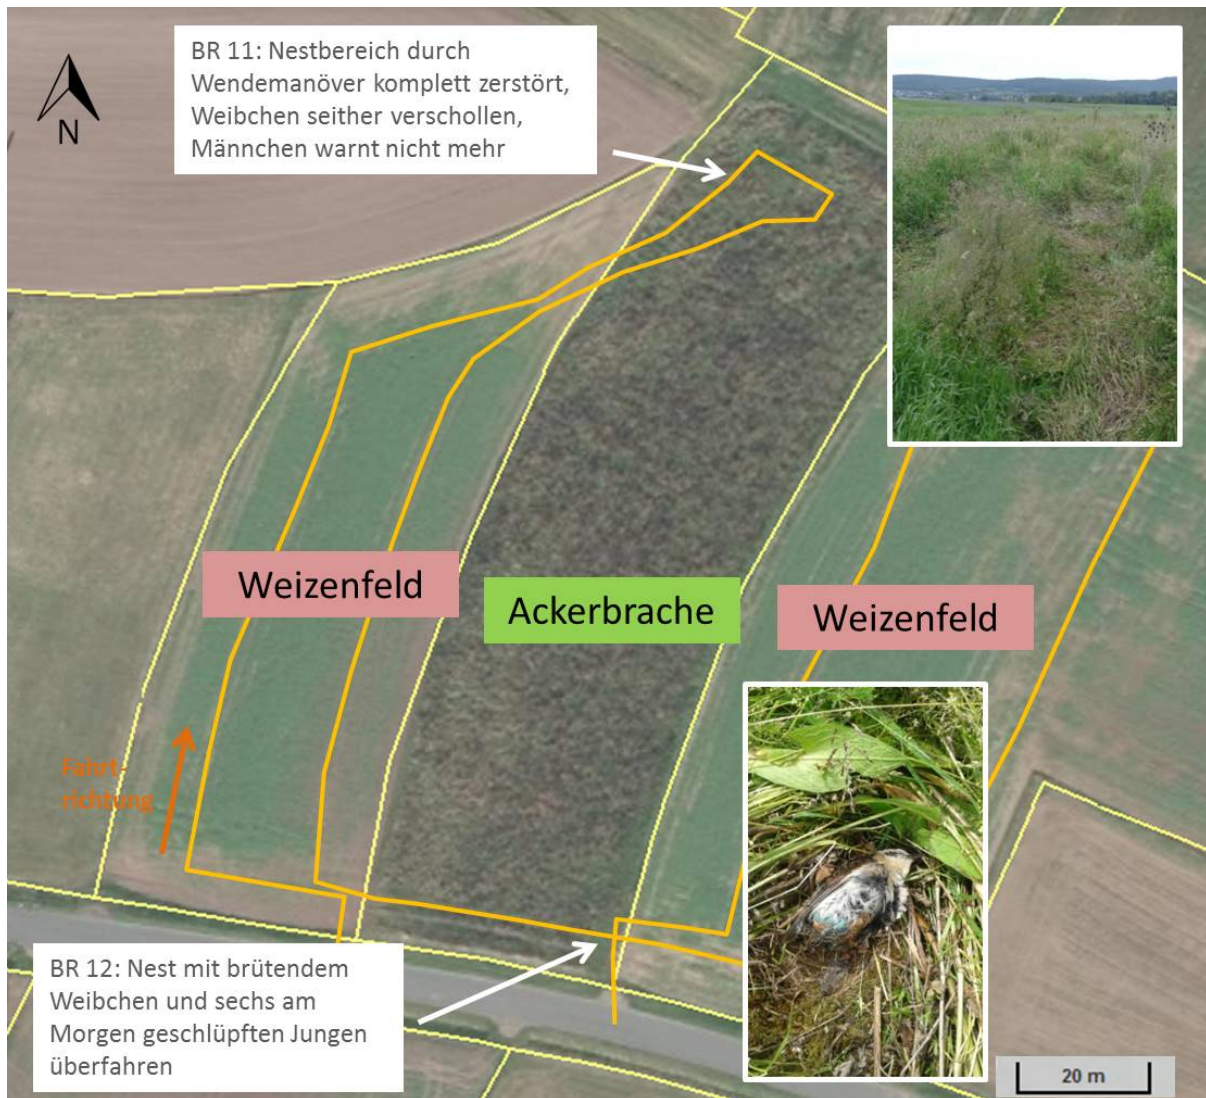 BR 11: Nestbereich durch
Wendemanöver komplett zerstört,
Weibchen seither verschollen,
Männchen warnt nicht mehr
N
Weizenfeld
Ackerbrache
Weizenfeld
Fahrt-
richtung
BR 12: Nest mit brütendem
Weibchen und sechs am
Morgen geschlüpften Jungen
überfahren
20 m